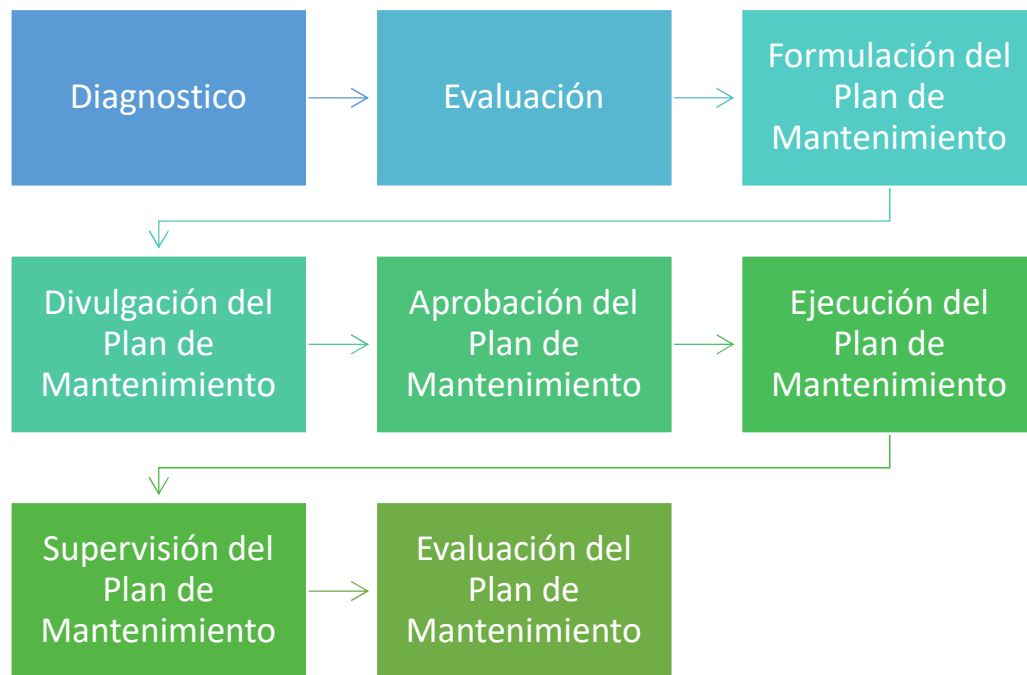 Diagnostico
Evaluación
Formulación del
Plan de
Mantenimiento
Divulgación del
Plan de
Mantenimiento
Aprobación del
Plan de
Mantenimiento
Ejecución del
Plan de
Mantenimiento
Supervisión del
Plan de
Mantenimiento
Evaluación del
Plan de
Mantenimiento